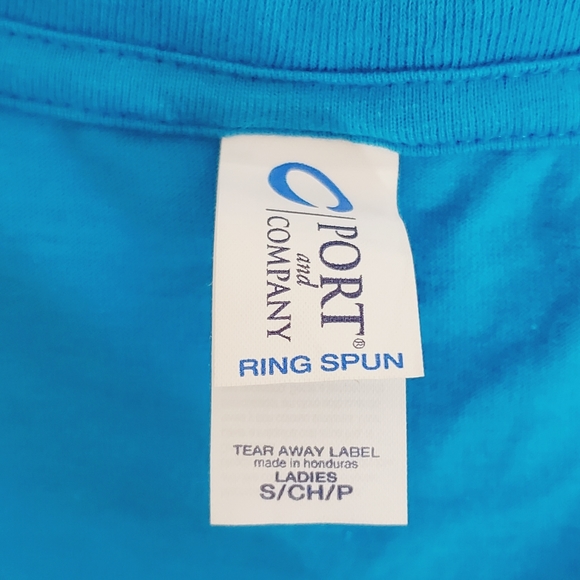 PORT
and
COMPANY®
RING SPUN
TEAR AWAY LABEL
made in honduras
LADIES
S/CH/P